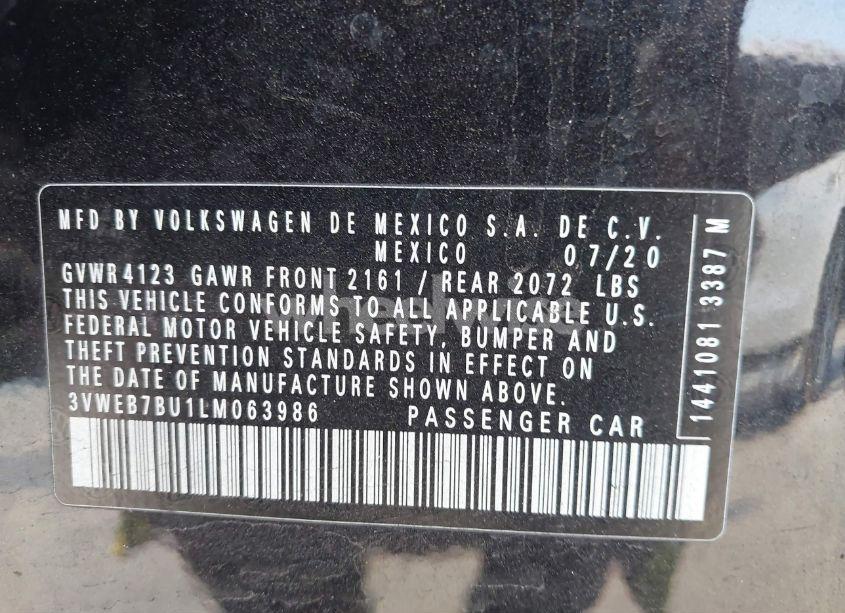 MFD BY VOLKSWAGEN DE MEXICO S.A. DE C.V.
MEXICO 07/20
GVWR 4123 GAWR FRONT 2161 / REAR 2072 LBS
THIS VEHICLE CONFORMS TO ALL APPLICABLE U.S.
FEDERAL MOTOR VEHICLE SAFETY, BUMPER AND
THEFT PREVENTION STANDARDS IN EFFECT ON
THE DATE OF MANUFACTURE SHOWN ABOVE.
3VWEB7BU1LM063986 PASSENGER CAR
1441081 3387 M